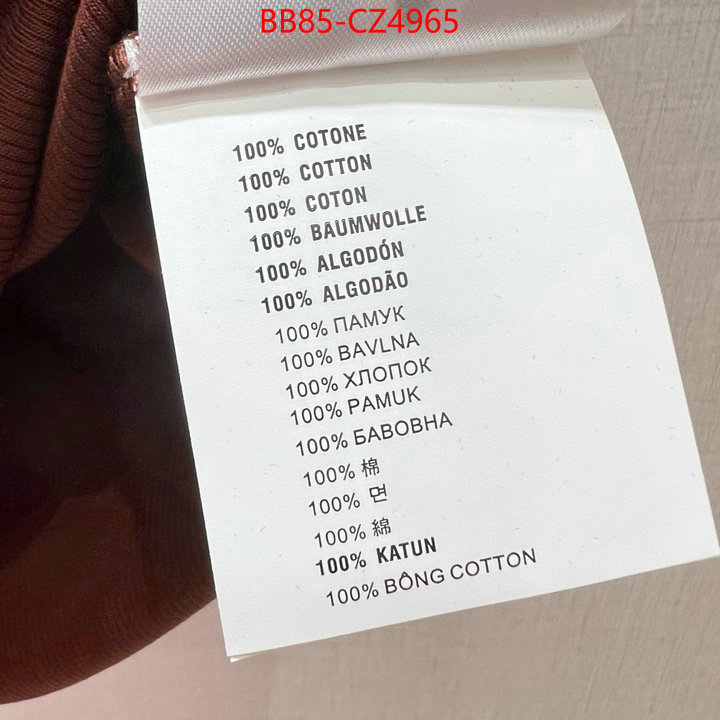 BB85-CZ4965
100% COTONE
100% COTTON
100% COTON
100% BAUMWOLLE
100% ALGODÓN
100% ALGODÃO
100% ПАМУК
100% BAVLNA
100% ХЛОПОК
100% PAMUK
100% БАВОВНА
100% 棉
100% 면
100% 綿
100% KATUN
100% BÔNG COTTON